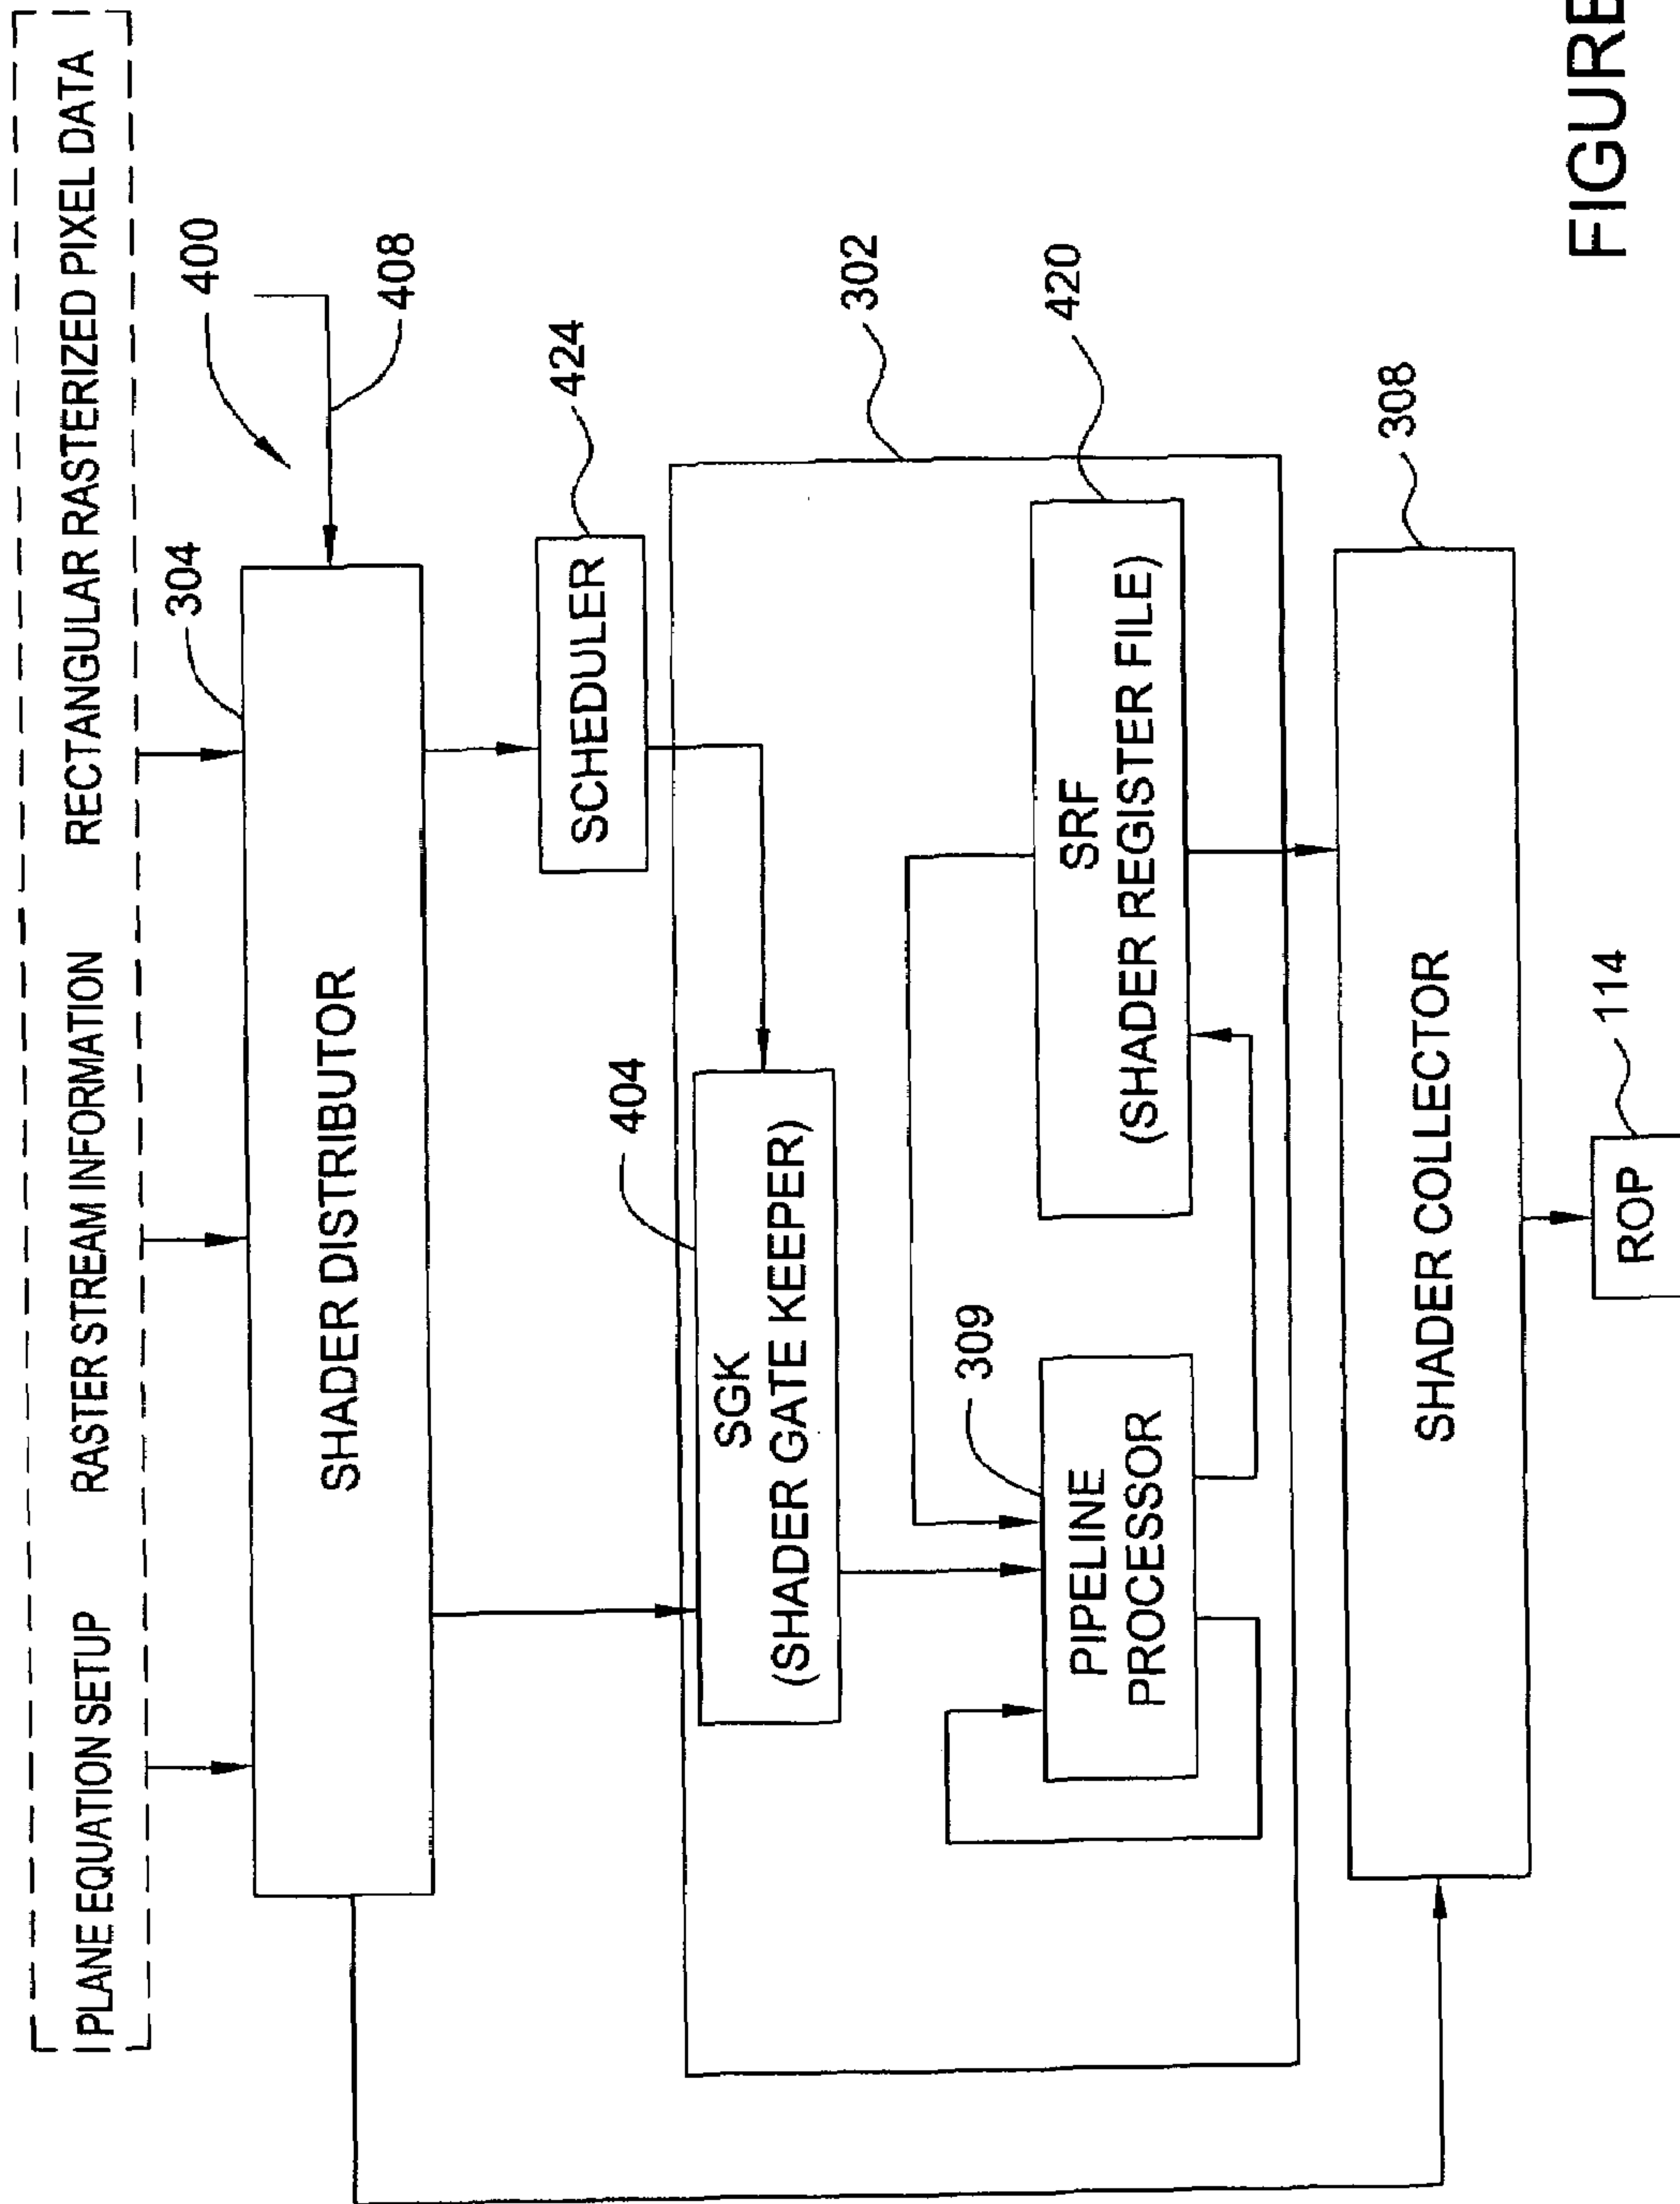 PLANE EQUATION SETUP
RASTER STREAM INFORMATION
RECTANGULAR RASTERIZED PIXEL DATA
304
400
SHADER DISTRIBUTOR
408
SCHEDULER
424
302
404
SGK
(SHADER GATE KEEPER)
309
PIPELINE
PROCESSOR
SRF
(SHADER REGISTER FILE)
420
SHADER COLLECTOR
308
ROP
114
FIGURE